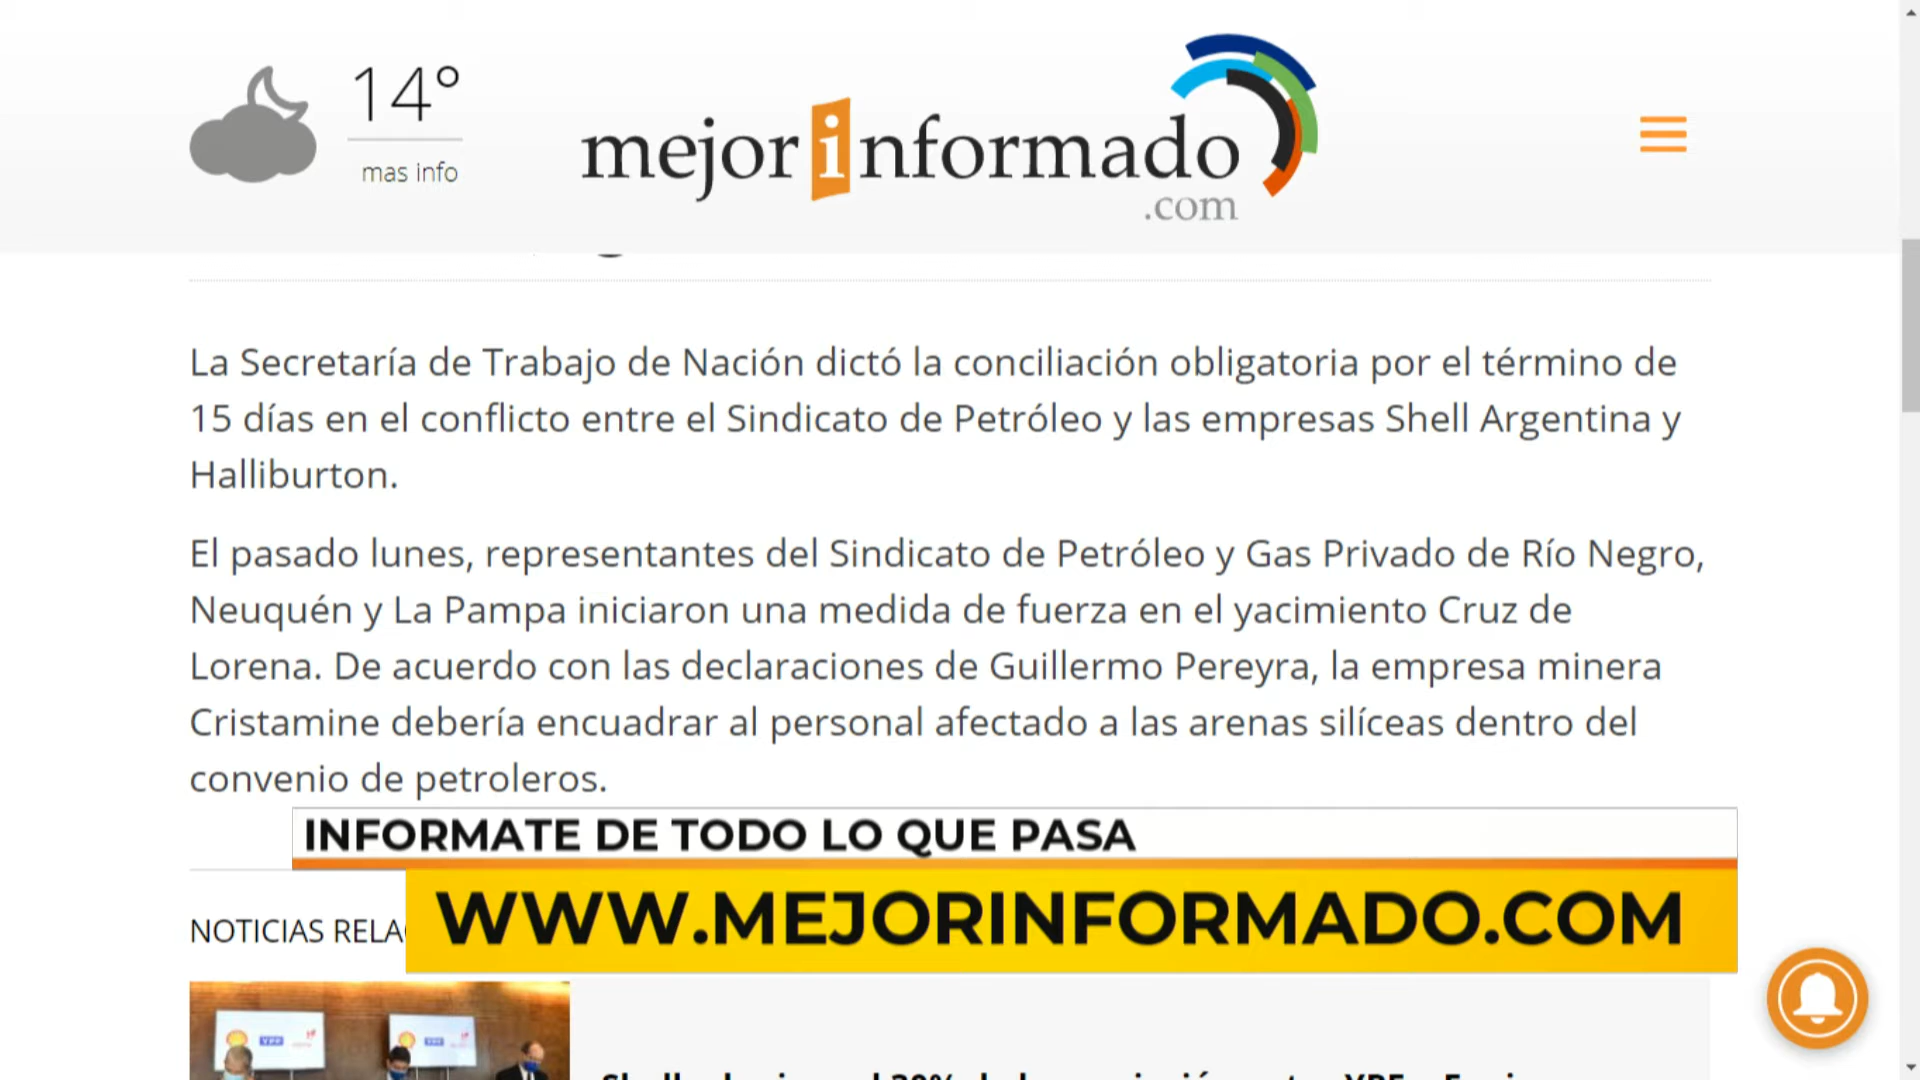 14°
mas info
mejorinformado
.com
La Secretaría de Trabajo de Nación dictó la conciliación obligatoria por el término de
15 días en el conflicto entre el Sindicato de Petróleo y las empresas Shell Argentina y
Halliburton.
El pasado lunes, representantes del Sindicato de Petróleo y Gas Privado de Río Negro,
Neuquén y La Pampa iniciaron una medida de fuerza en el yacimiento Cruz de
Lorena. De acuerdo con las declaraciones de Guillermo Pereyra, la empresa minera
Cristamine debería encuadrar al personal afectado a las arenas silíceas dentro del
convenio de petroleros.
INFORMATE DE TODO LO QUE PASA
WWW.MEJORINFORMADO.COM
NOTICIAS
YPF
YPF